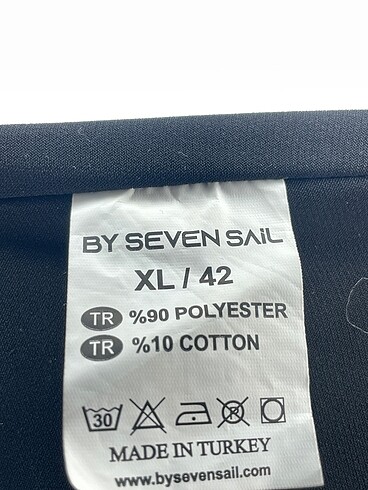 BY SEVEN SAiL
XL / 42
TR %90 POLYESTER
TR %10 COTTON
30
MADE IN TURKEY
www.bysevensail.com